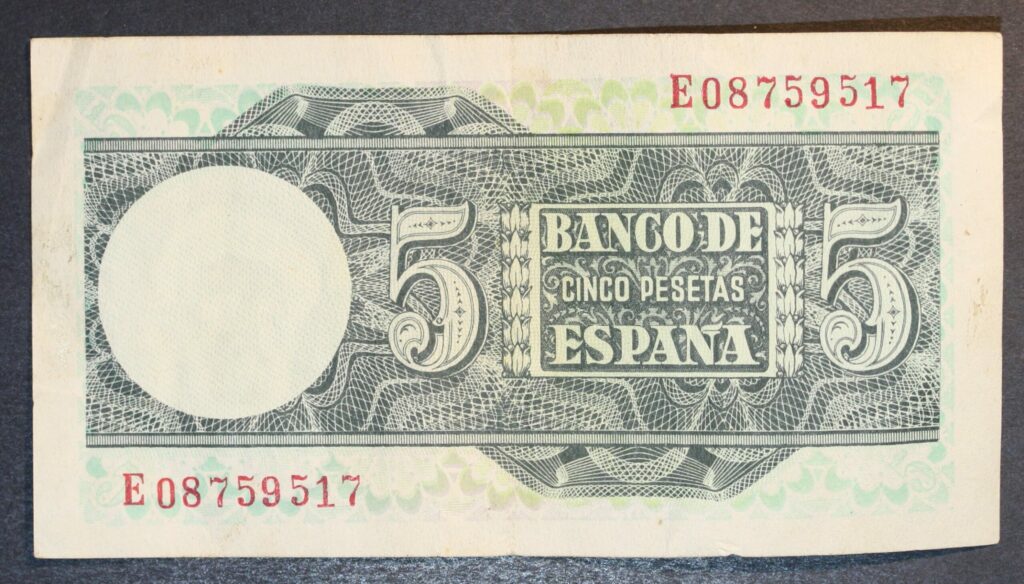 E08759517
5
BANCO DE
CINCO PESETAS
ESPAÑA
5
E08759517